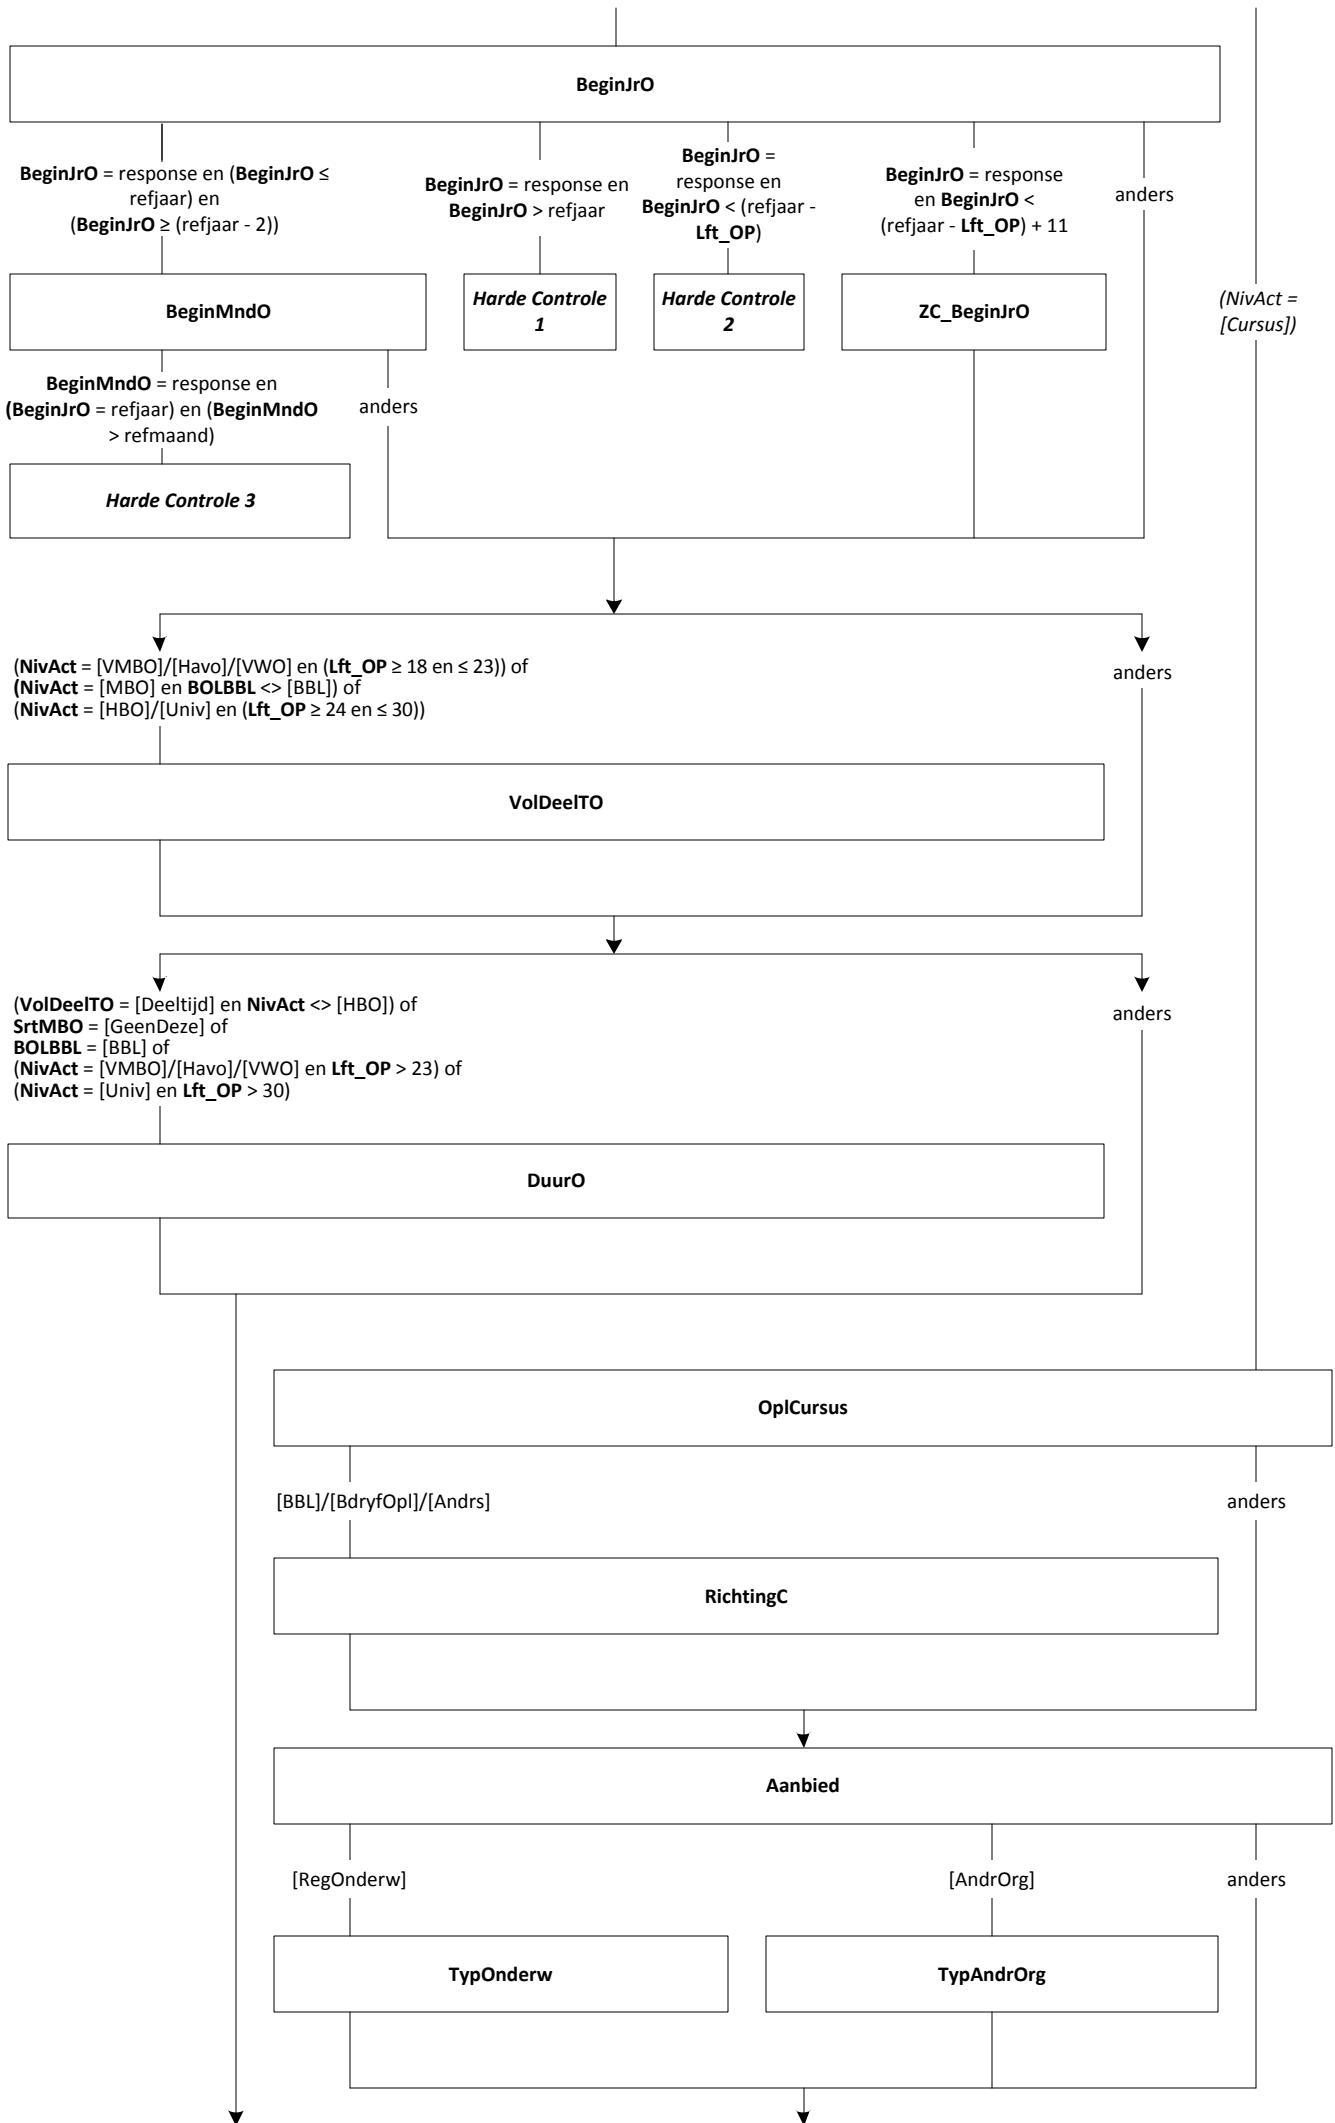 BeginJrO
BeginJrO = response en (BeginJrO ≤
refjaar) en
(BeginJrO ≥ (refjaar - 2))
BeginJrO = response en
BeginJrO > refjaar
BeginJrO =
response en
BeginJrO < (refjaar -
Lft_OP)
BeginJrO = response
en BeginJrO <
(refjaar - Lft_OP) + 11
anders
BeginMndO
Harde Controle
1
Harde Controle
2
ZC_BeginJrO
(NivAct =
[Cursus])
BeginMndO = response en
(BeginJrO = refjaar) en (BeginMndO
> refmaand)
anders
Harde Controle 3
(NivAct = [VMBO]/[Havo]/[VWO] en (Lft_OP ≥ 18 en ≤ 23)) of
(NivAct = [MBO] en BOLBBL <> [BBL]) of
(NivAct = [HBO]/[Univ] en (Lft_OP ≥ 24 en ≤ 30))
anders
VolDeelTO
(VolDeelTO = [Deeltijd] en NivAct <> [HBO]) of
SrtMBO = [GeenDeze] of
BOLBBL = [BBL] of
(NivAct = [VMBO]/[Havo]/[VWO] en Lft_OP > 23) of
(NivAct = [Univ] en Lft_OP > 30)
anders
DuurO
OplCursus
[BBL]/[BdryfOpl]/[Andrs]
anders
RichtingC
Aanbied
[RegOnderw]
[AndrOrg]
anders
TypOnderw
TypAndrOrg